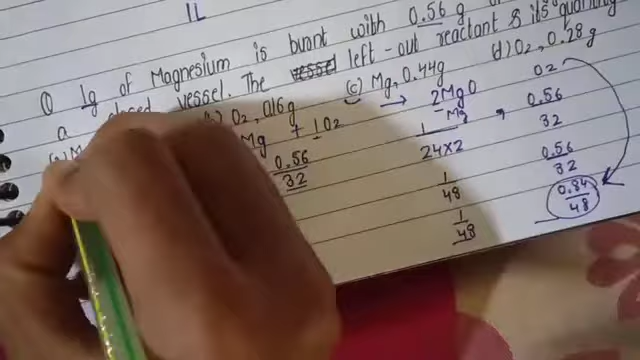 1L
Q 1g of Magnesium is burnt with 0.56 g
a closed vessel. The left-out reactant & its quantity
b) O2, 0.16g (c) Mg, 0.44g d) O2, 0.28 g
Mg + 1O2 → 2MgO
Mg , O2
1/24×2 0.56/32
0.56/32 1/48 0.56/32
1/48 0.84/48